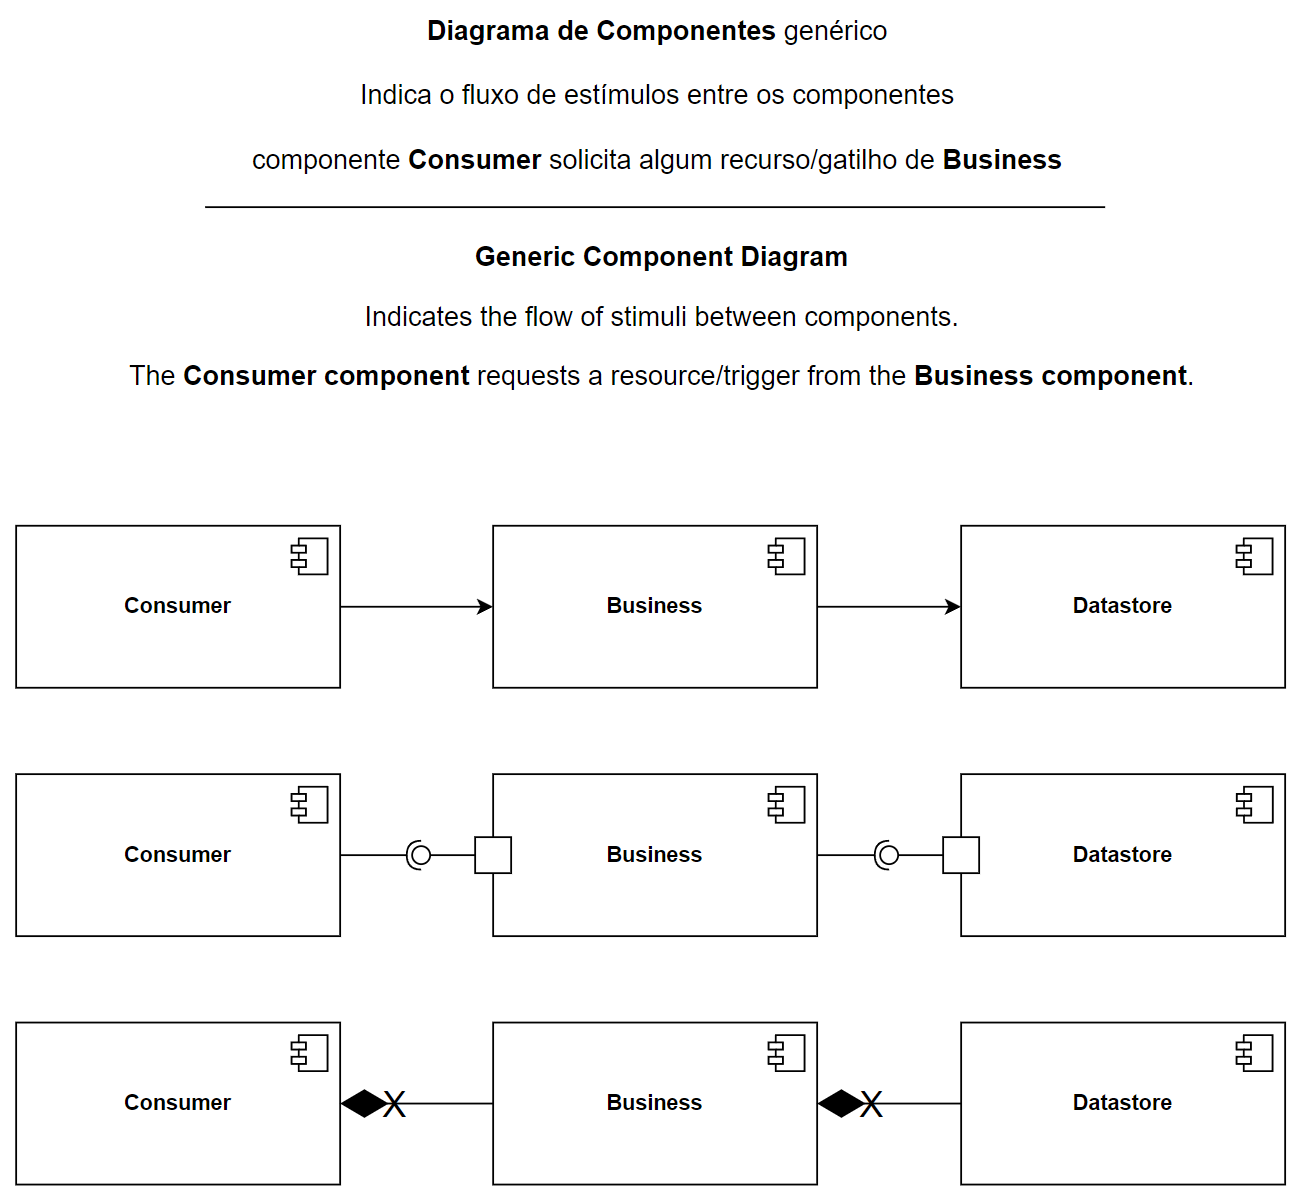 Diagrama de Componentes genérico
Indica o fluxo de estímulos entre os componentes
componente Consumer solicita algum recurso/gatilho de Business
Generic Component Diagram
Indicates the flow of stimuli between components.
The Consumer component requests a resource/trigger from the Business component.
Consumer
Business
Datastore
Consumer
Business
Datastore
Consumer
X
Business
X
Datastore